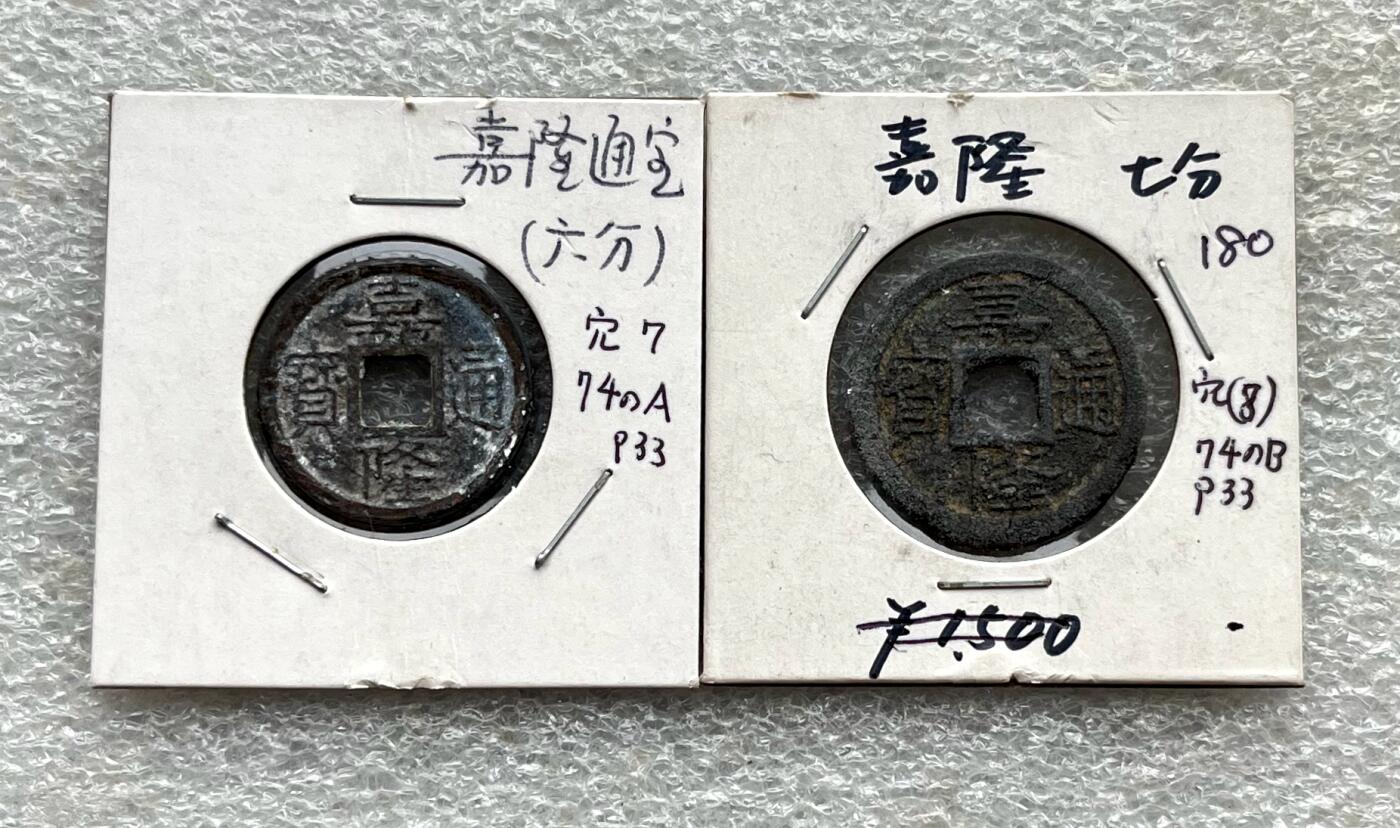 嘉隆通宝
(六分)
穴 7
74のA
P33
嘉隆通寶
嘉隆 七分
180
穴(8)
74のB
P33
嘉隆通寶
¥1,500